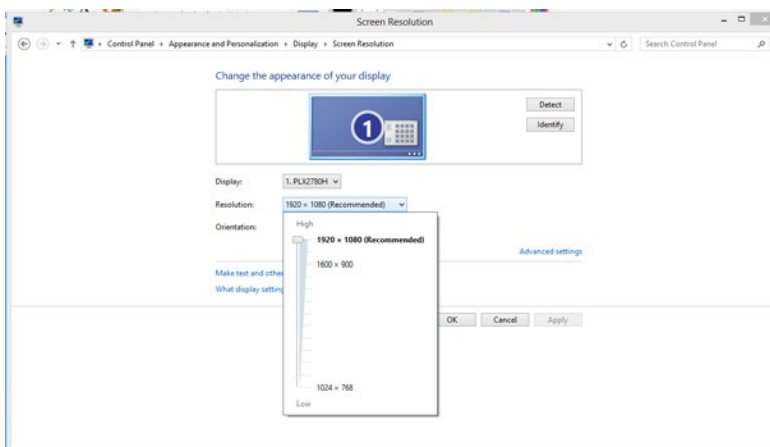 Screen Resolution
Control Panel › Appearance and Personalization › Display › Screen Resolution
Search Control Panel
Change the appearance of your display
1
Detect
Identify
Display: 1. PLX2780H
Resolution: 1920 × 1080 (Recommended)
Orientation:
High
1920 × 1080 (Recommended)
1600 × 900
Advanced settings
Make text and other
What display setting
OK Cancel Apply
1024 × 768
Low